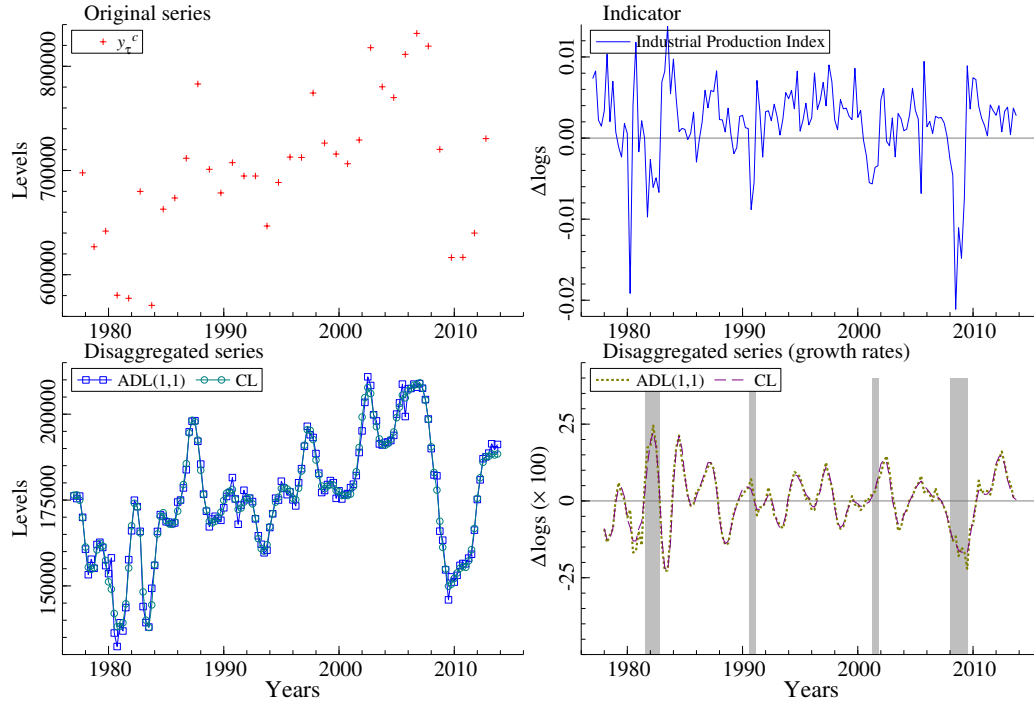 Original series
y_τ^c
800000
700000
600000
Levels
1980 1990 2000 2010
Indicator
Industrial Production Index
0.01
0.00
-0.01
-0.02
Δlogs
1980 1990 2000 2010
Disaggregated series
ADL(1,1) CL
200000
175000
150000
Levels
1980 1990 2000 2010
Years
Disaggregated series (growth rates)
ADL(1,1) CL
25
0
-25
Δlogs (× 100)
1980 1990 2000 2010
Years